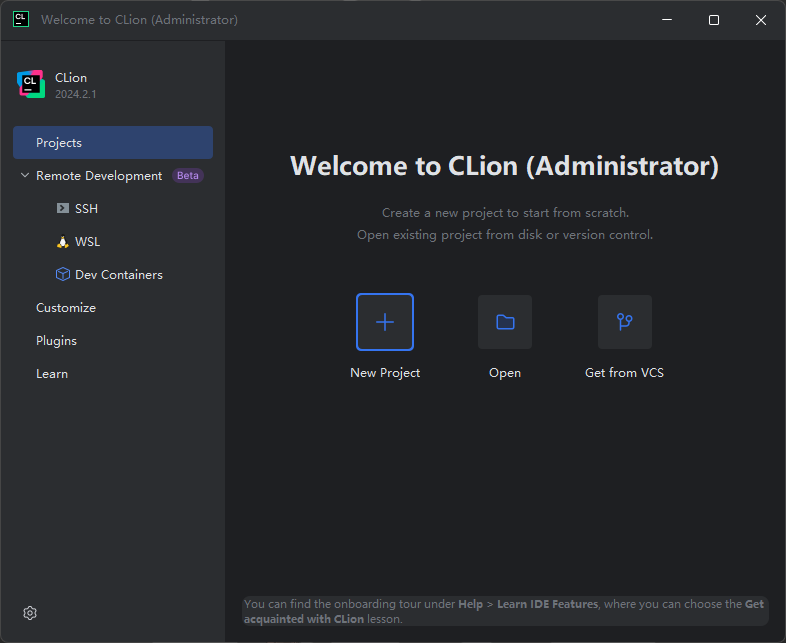 CL Welcome to CLion (Administrator)
CL CLion
2024.2.1
Projects
Remote Development Beta
SSH
WSL
Dev Containers
Customize
Plugins
Learn
Welcome to CLion (Administrator)
Create a new project to start from scratch.
Open existing project from disk or version control.
New Project Open Get from VCS
You can find the onboarding tour under Help > Learn IDE Features, where you can choose the Get
acquainted with CLion lesson.